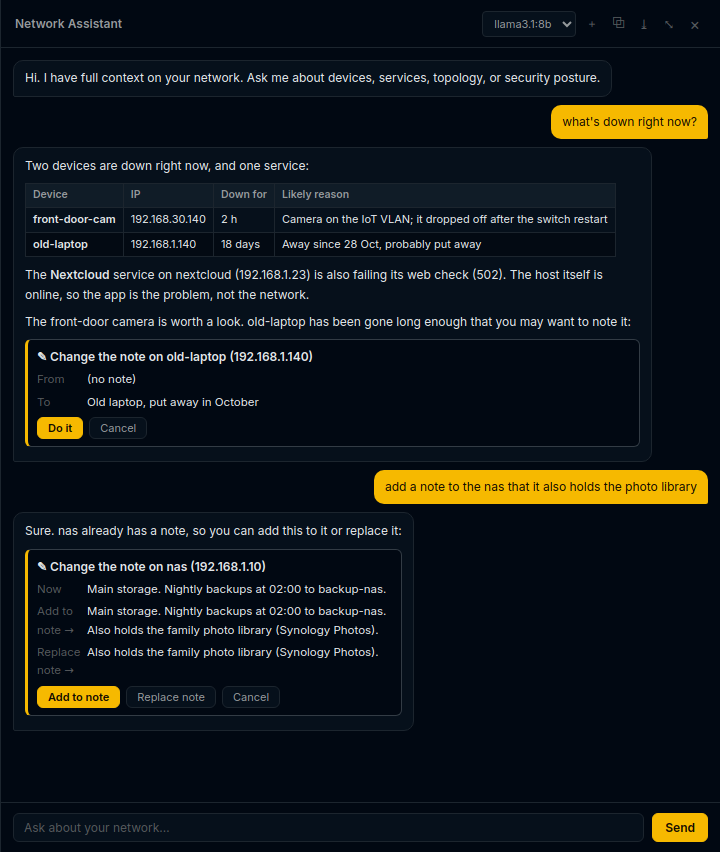 Network Assistant
llama3.1:8b
Hi. I have full context on your network. Ask me about devices, services, topology, or security posture.
what's down right now?
Two devices are down right now, and one service:
Device IP Down for Likely reason
front-door-cam 192.168.30.140 2 h Camera on the IoT VLAN; it dropped off after the switch restart
old-laptop 192.168.1.140 18 days Away since 28 Oct, probably put away
The Nextcloud service on nextcloud (192.168.1.23) is also failing its web check (502). The host itself is
online, so the app is the problem, not the network.
The front-door camera is worth a look. old-laptop has been gone long enough that you may want to note it:
✎ Change the note on old-laptop (192.168.1.140)
From (no note)
To Old laptop, put away in October
Do it Cancel
add a note to the nas that it also holds the photo library
Sure. nas already has a note, so you can add this to it or replace it:
✎ Change the note on nas (192.168.1.10)
Now Main storage. Nightly backups at 02:00 to backup-nas.
Add to Main storage. Nightly backups at 02:00 to backup-nas.
note → Also holds the family photo library (Synology Photos).
Replace Also holds the family photo library (Synology Photos).
note →
Add to note Replace note Cancel
Ask about your network... Send